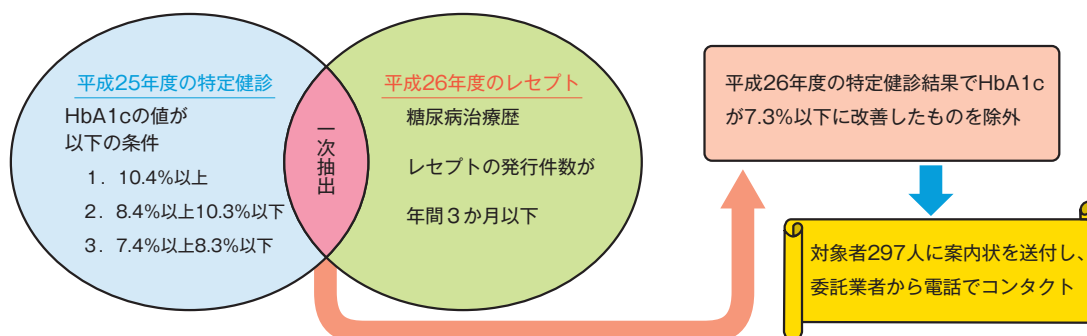 平成25年度の特定健診
HbA1cの値が
以下の条件
1．10.4％以上
2．8.4％以上10.3％以下
3．7.4％以上8.3％以下
一次抽出
平成26年度のレセプト
糖尿病治療歴
レセプトの発行件数が
年間３か月以下
平成26年度の特定健診結果でHbA1c
が7.3％以下に改善したものを除外
対象者297人に案内状を送付し、
委託業者から電話でコンタクト